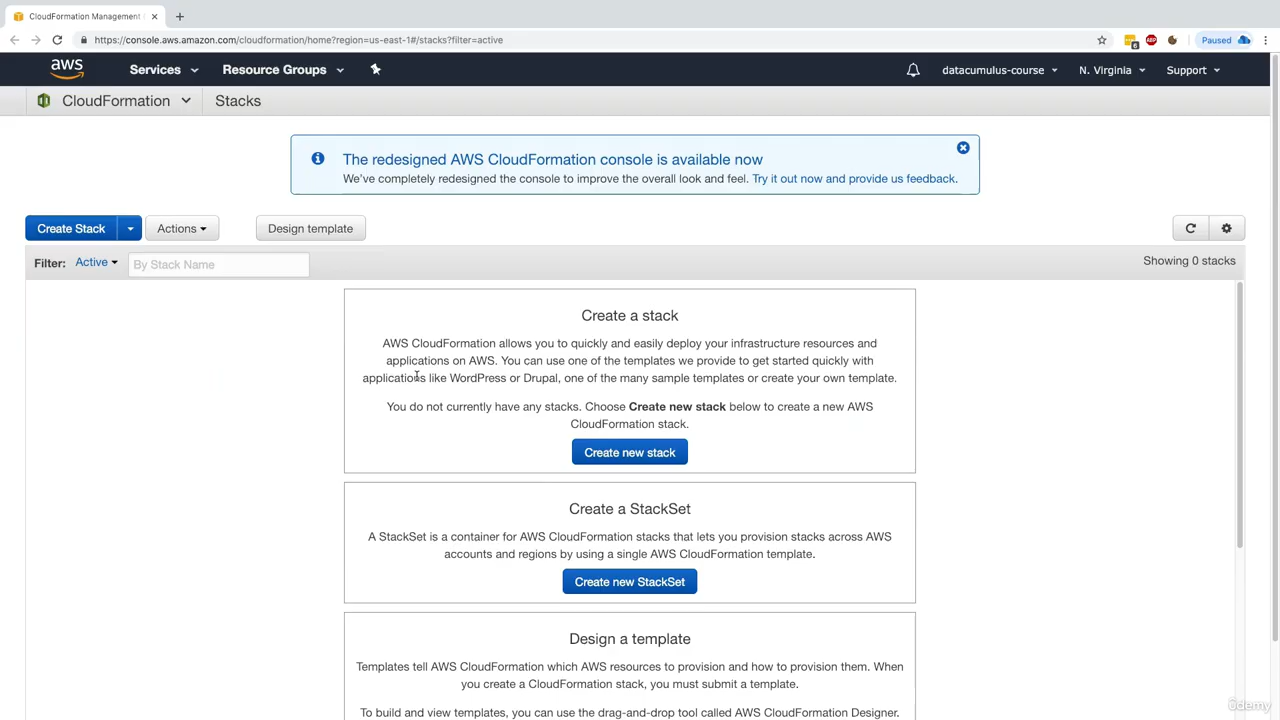 CloudFormation Management
https://console.aws.amazon.com/cloudformation/home?region=us-east-1#/stacks?filter=active
6
ABP
Paused
aws
Services
Resource Groups
datacumulus-course
N. Virginia
Support
CloudFormation
Stacks
The redesigned AWS CloudFormation console is available now
We've completely redesigned the console to improve the overall look and feel. Try it out now and provide us feedback.
Create Stack
Actions
Design template
Filter: Active
By Stack Name
Showing 0 stacks
Create a stack
AWS CloudFormation allows you to quickly and easily deploy your infrastructure resources and
applications on AWS. You can use one of the templates we provide to get started quickly with
applications like WordPress or Drupal, one of the many sample templates or create your own template.
You do not currently have any stacks. Choose Create new stack below to create a new AWS
CloudFormation stack.
Create new stack
Create a StackSet
A StackSet is a container for AWS CloudFormation stacks that lets you provision stacks across AWS
accounts and regions by using a single AWS CloudFormation template.
Create new StackSet
Design a template
Templates tell AWS CloudFormation which AWS resources to provision and how to provision them. When
you create a CloudFormation stack, you must submit a template.
To build and view templates, you can use the drag-and-drop tool called AWS CloudFormation Designer.
ûdemy